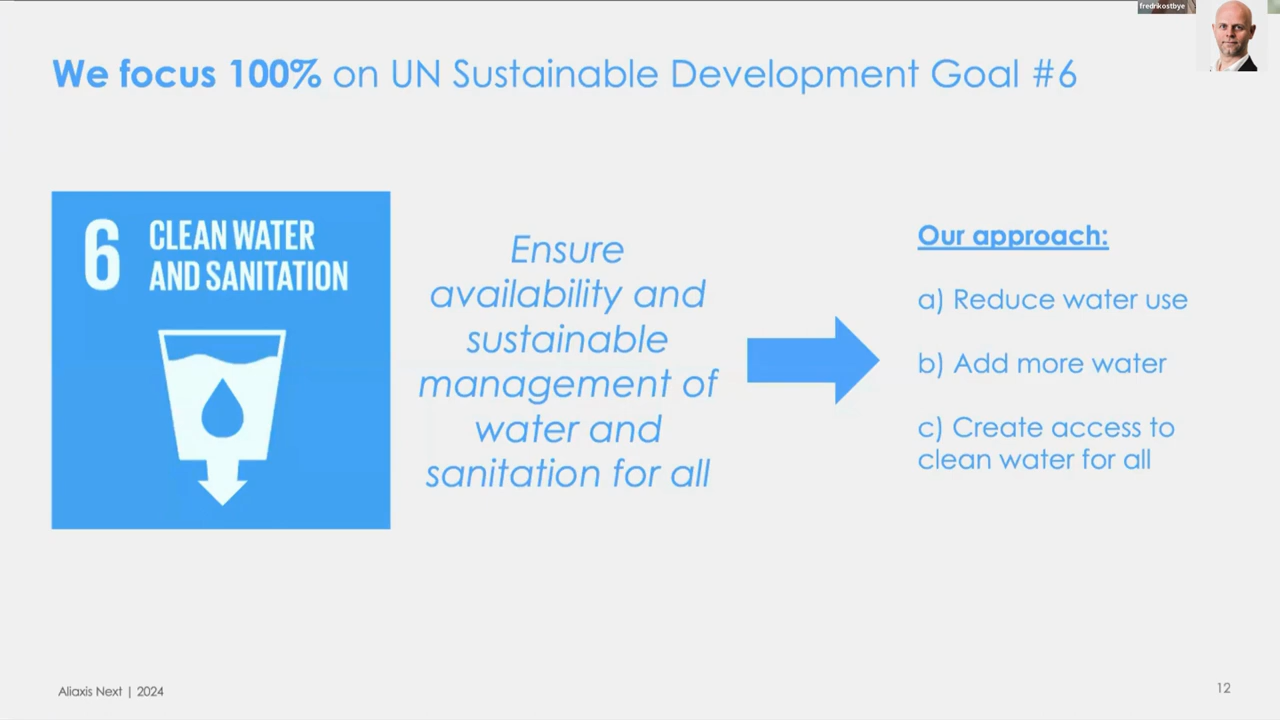 fredrikostbye
We focus 100% on UN Sustainable Development Goal #6
6 CLEAN WATER
AND SANITATION
Ensure
availability and
sustainable
management of
water and
sanitation for all
Our approach:
a) Reduce water use
b) Add more water
c) Create access to
clean water for all
Aliaxis Next | 2024
12